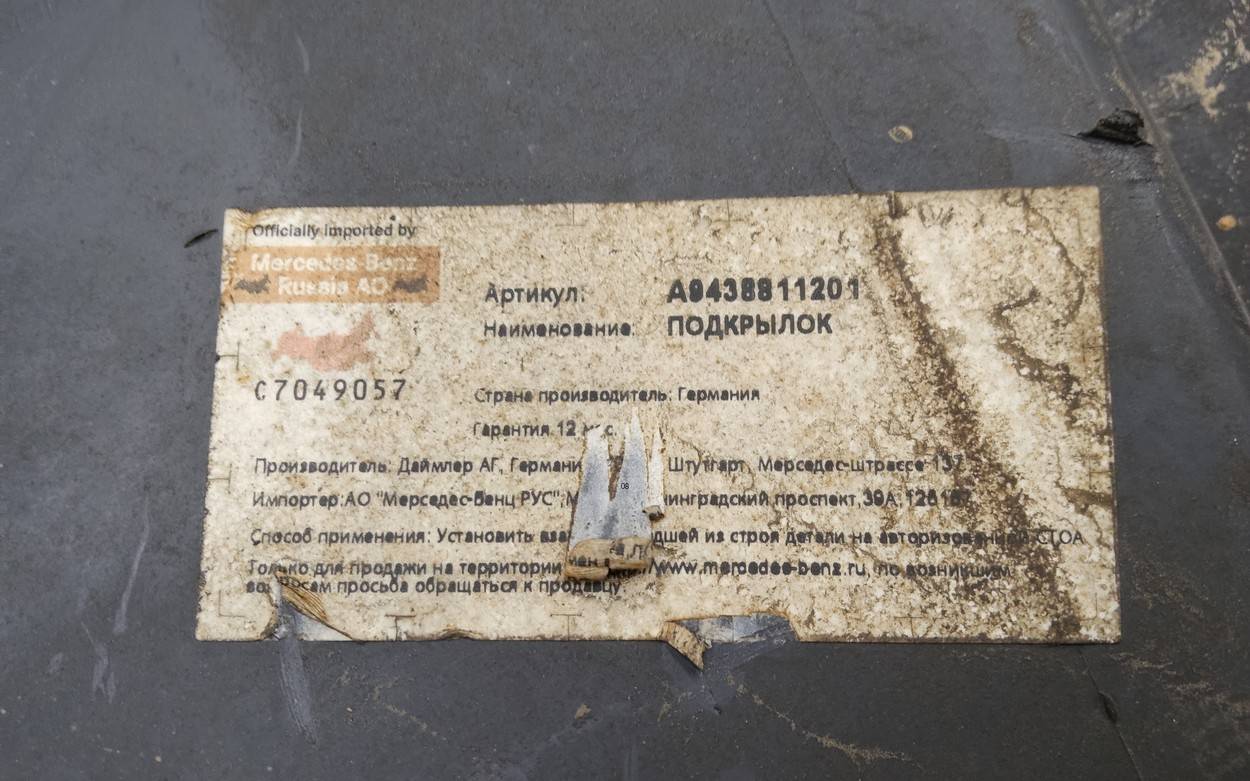 Officially imported by
Mercedes-Benz
Russia AO
Артикул: A9438811201
Наименование: ПОДКРЫЛОК
C7049057
Страна производитель: Германия
Гарантия 12
Производитель: Даймлер АГ, Германи Штутгарт, Мерседес-штрассе 137
Импортер:АО "Мерседес-Бенц РУС", нинградский проспект,39А,
08
Способ применения: Установить вза дшей из строя детали на авторизованной СТОА
Только для продажи на территории www.mercedes-benz.ru, по возникшим
просьба обращаться к продавцу